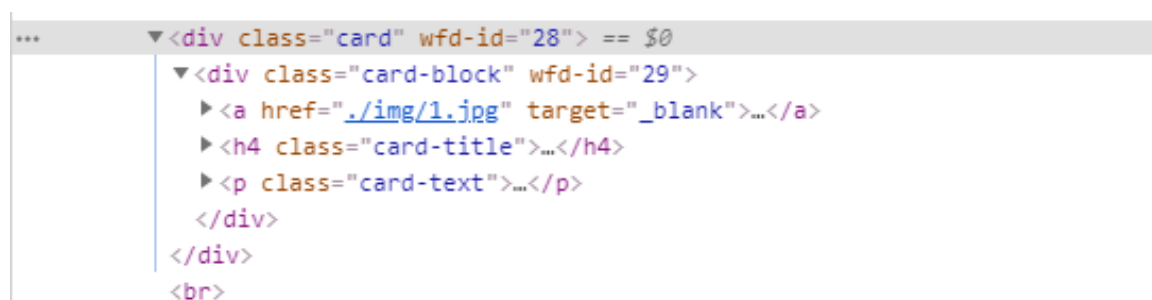 ... ▼<div class="card" wfd-id="28"> == $0
▼<div class="card-block" wfd-id="29">
▶<a href="./img/1.jpg" target="_blank">…</a>
▶<h4 class="card-title">…</h4>
▶<p class="card-text">…</p>
</div>
</div>
<br>